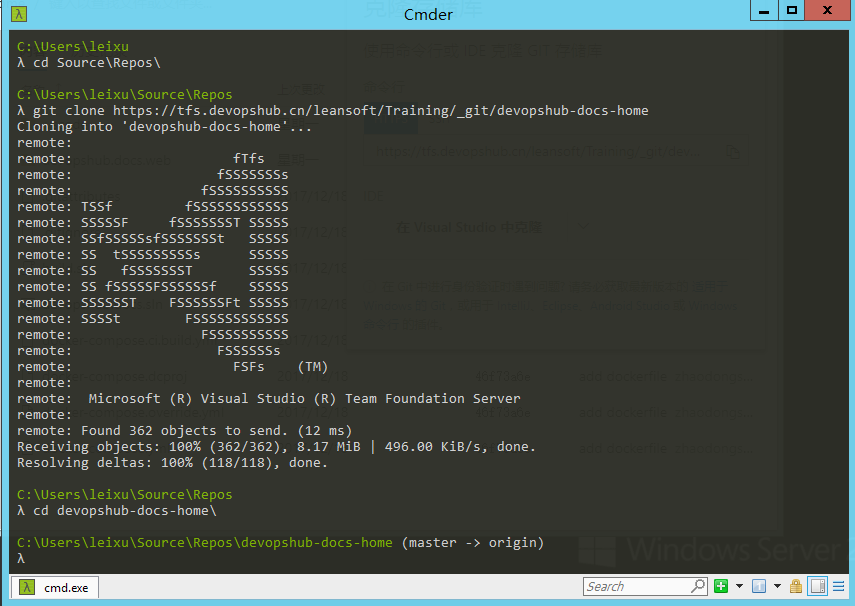 Cmder
C:\Users\leixu
λ cd Source\Repos\
C:\Users\leixu\Source\Repos
λ git clone https://tfs.devopshub.cn/leansoft/Training/_git/devopshub-docs-home
Cloning into 'devopshub-docs-home'...
remote:
remote:                    fTfs
remote:                  fSSSSSSSs
remote:                fSSSSSSSSSS
remote: TSSf         fSSSSSSSSSSSS
remote: SSSSSF     fSSSSSSST SSSSS
remote: SSfSSSSSsfSSSSSSSt   SSSSS
remote: SS  tSSSSSSSSSs      SSSSS
remote: SS   fSSSSSSST       SSSSS
remote: SS fSSSSSFSSSSSSf    SSSSS
remote: SSSSSST    FSSSSSSFt SSSSS
remote: SSSSt        FSSSSSSSSSSSS
remote:                FSSSSSSSSSS
remote:                  FSSSSSSs
remote:                    FSFs    (TM)
remote:
remote:  Microsoft (R) Visual Studio (R) Team Foundation Server
remote:
remote: Found 362 objects to send. (12 ms)
Receiving objects: 100% (362/362), 8.17 MiB | 496.00 KiB/s, done.
Resolving deltas: 100% (118/118), done.
C:\Users\leixu\Source\Repos
λ cd devopshub-docs-home\
C:\Users\leixu\Source\Repos\devopshub-docs-home (master -> origin)
λ
Windows Server
λ cmd.exe
Search